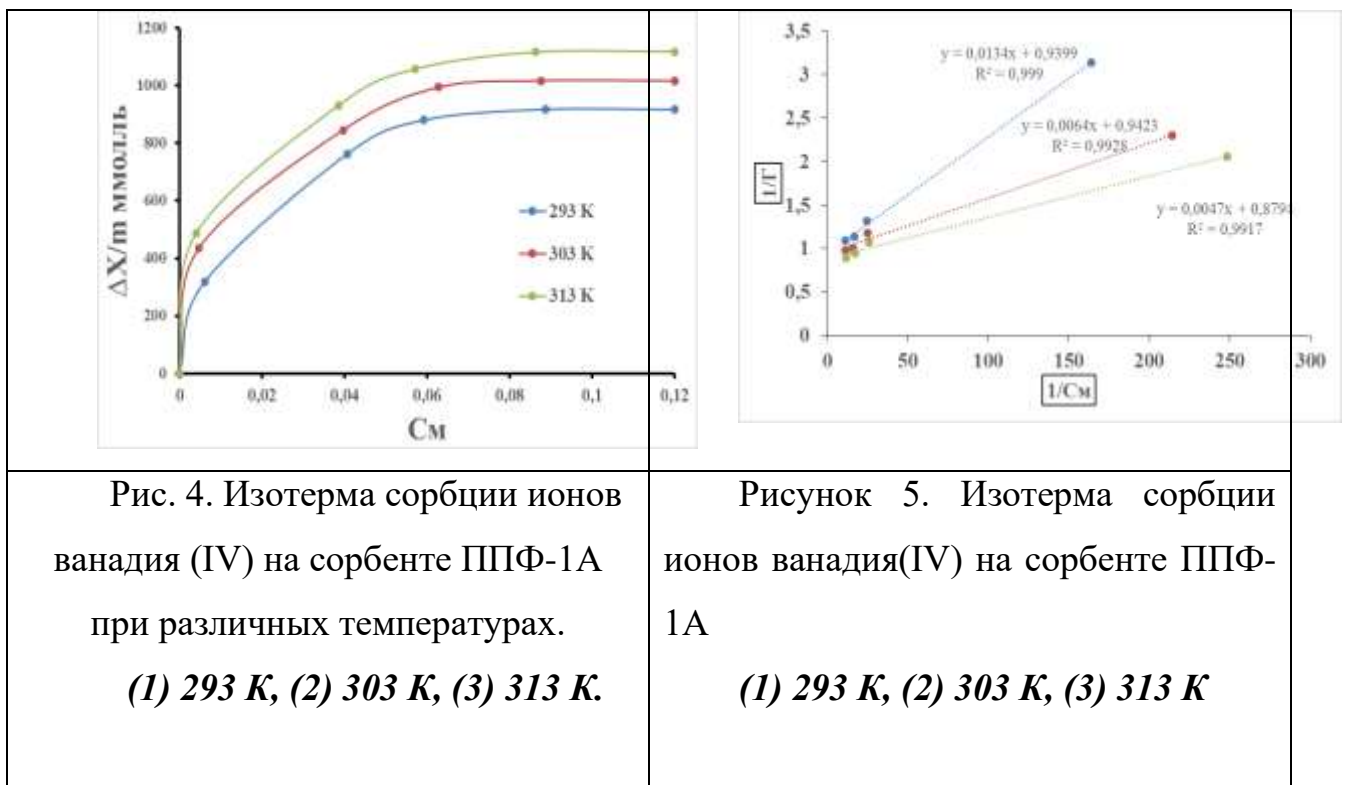 1200
1000
800
600
400
200
0
0 0,02 0,04 0,06 0,08 0,1 0,12
ΔX/m ммолль
См
293 K
303 K
313 K
3,5
3
2,5
2
1,5
1
0,5
0
0 50 100 150 200 250 300
1/Г
1/См
y = 0,0134x + 0,9399
R² = 0,999
y = 0,0064x + 0,9423
R² = 0,9928
y = 0,0047x +
R² = 0,9917
Рис. 4. Изотерма сорбции ионов
ванадия (IV) на сорбенте ППФ-1А
при различных температурах.
(1) 293 К, (2) 303 К, (3) 313 К.
Рисунок 5. Изотерма сорбции
ионов ванадия(IV) на сорбенте ППФ-
1А
(1) 293 К, (2) 303 К, (3) 313 К